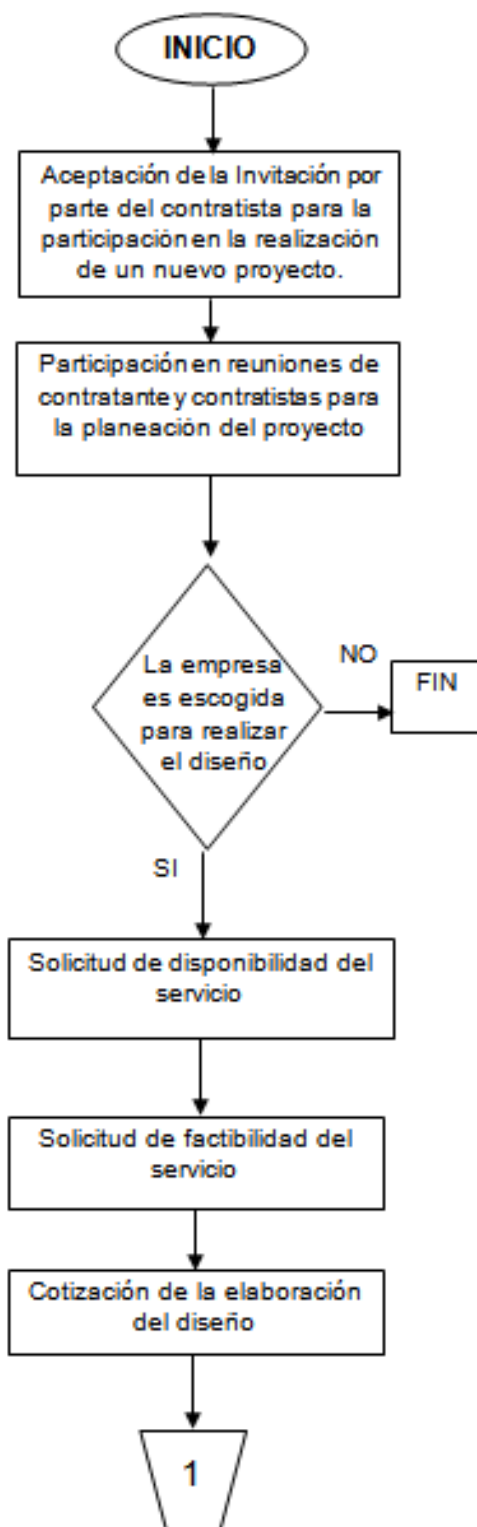 INICIO
Aceptación de la Invitación por
parte del contratista para la
participación en la realización
de un nuevo proyecto.
Participación en reuniones de
contratante y contratistas para
la planeación del proyecto
La empresa
es escogida
para realizar
el diseño
NO
FIN
SI
Solicitud de disponibilidad del
servicio
Solicitud de factibilidad del
servicio
Cotización de la elaboración
del diseño
1